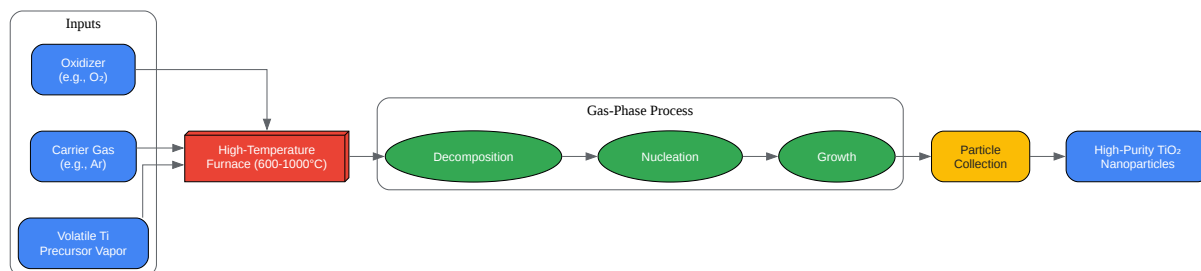 Inputs
Oxidizer
(e.g., O₂)
Carrier Gas
(e.g., Ar)
Volatile Ti
Precursor Vapor
High-Temperature
Furnace (600-1000°C)
Gas-Phase Process
Decomposition
Nucleation
Growth
Particle
Collection
High-Purity TiO₂
Nanoparticles